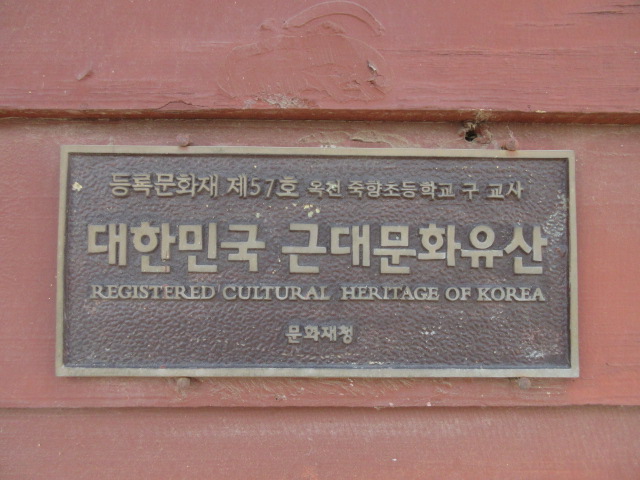 등록문화재 제57호 옥천 죽향초등학교 구 교사
대한민국 근대문화유산
REGISTERED CULTURAL HERITAGE OF KOREA
문화재청